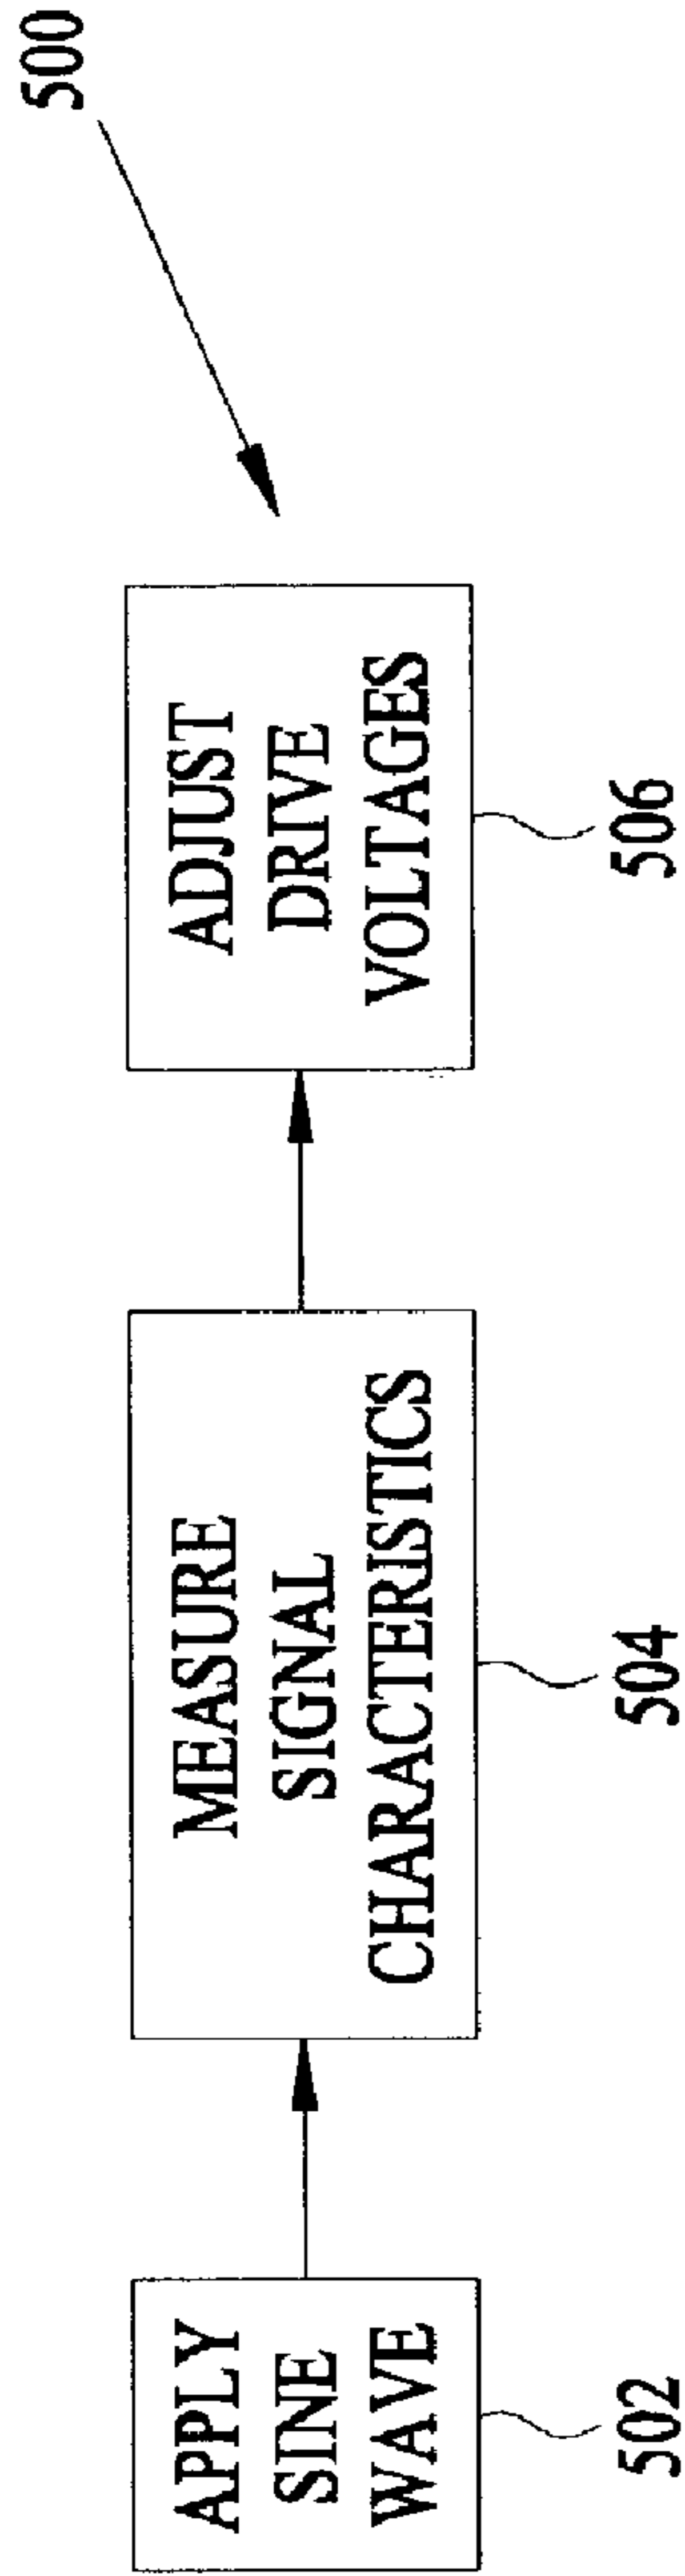 500
APPLY
SINE
WAVE
502
MEASURE
SIGNAL
CHARACTERISTICS
504
ADJUST
DRIVE
VOLTAGES
506